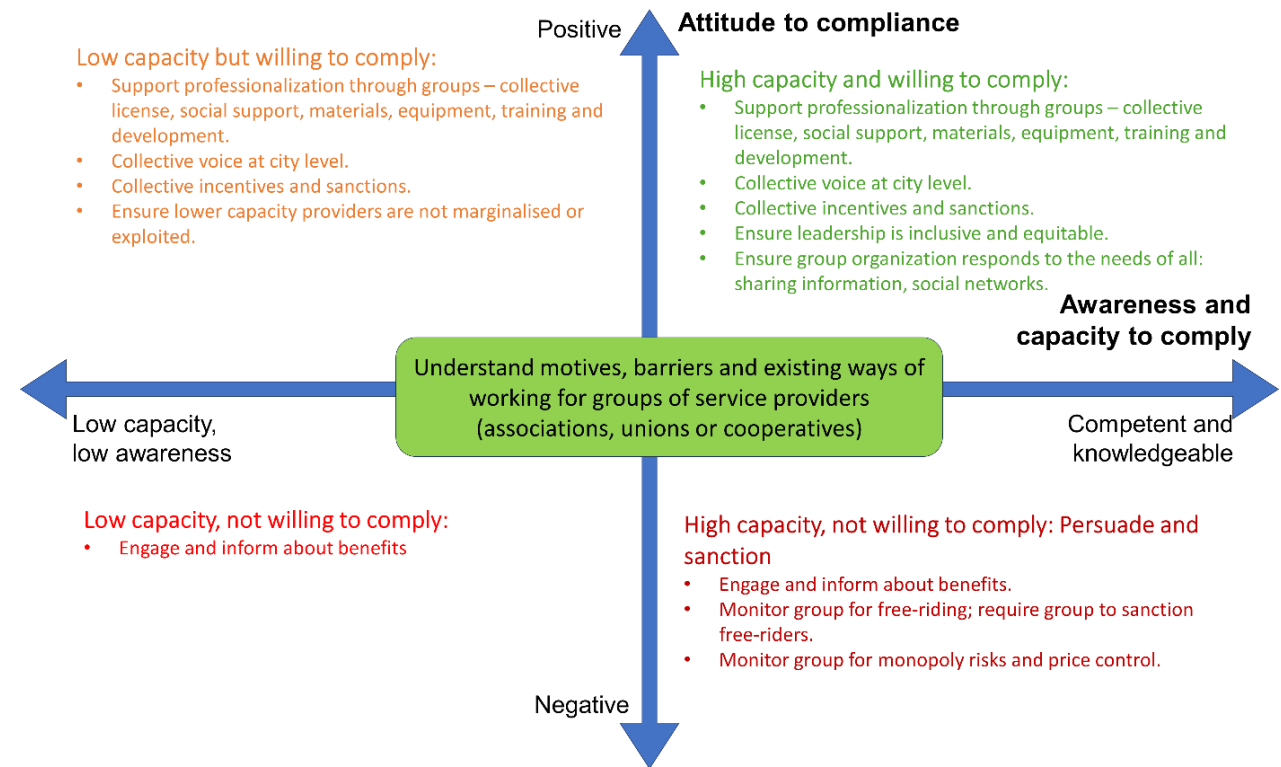 Positive
Attitude to compliance
Low capacity but willing to comply:
• Support professionalization through groups – collective
license, social support, materials, equipment, training and
development.
• Collective voice at city level.
• Collective incentives and sanctions.
• Ensure lower capacity providers are not marginalised or
exploited.
High capacity and willing to comply:
• Support professionalization through groups – collective
license, social support, materials, equipment, training and
development.
• Collective voice at city level.
• Collective incentives and sanctions.
• Ensure leadership is inclusive and equitable.
• Ensure group organization responds to the needs of all:
sharing information, social networks.
Awareness and
capacity to comply
Understand motives, barriers and existing ways of
working for groups of service providers
(associations, unions or cooperatives)
Low capacity,
low awareness
Competent and
knowledgeable
Low capacity, not willing to comply:
• Engage and inform about benefits
High capacity, not willing to comply: Persuade and
sanction
• Engage and inform about benefits.
• Monitor group for free-riding; require group to sanction
free-riders.
• Monitor group for monopoly risks and price control.
Negative